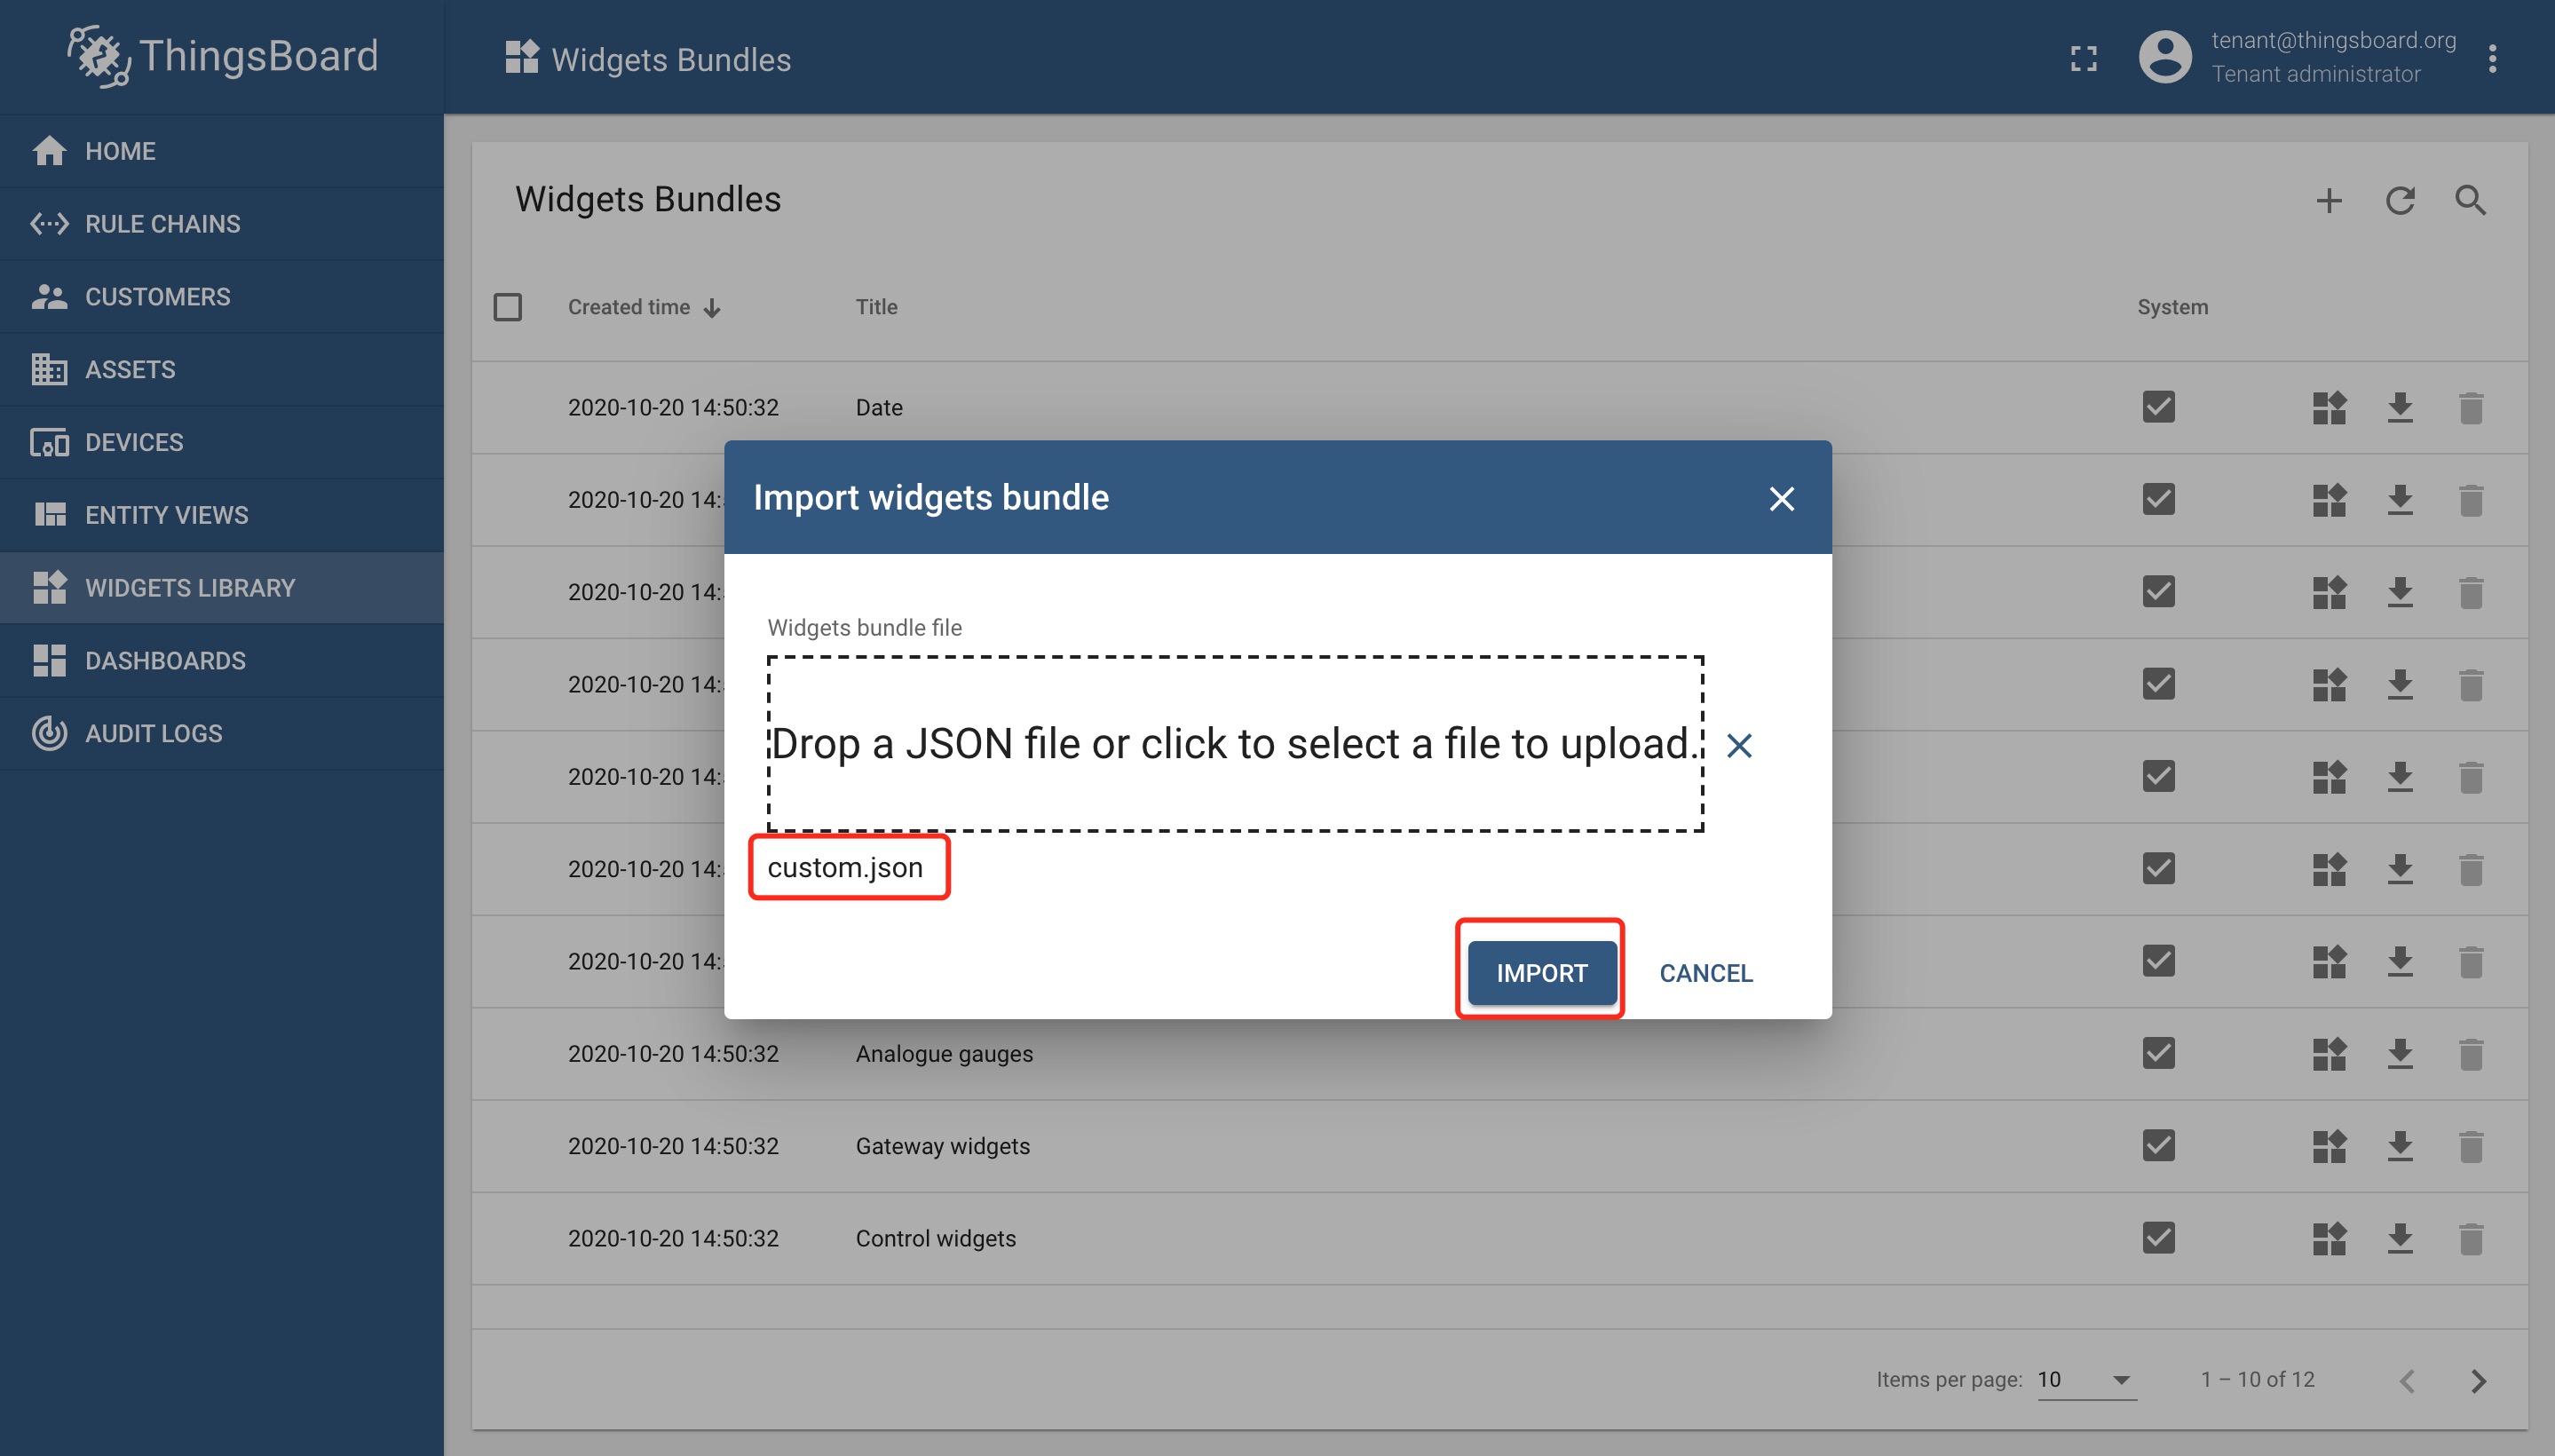 ThingsBoard
Widgets Bundles
tenant@thingsboard.org
Tenant administrator
HOME
RULE CHAINS
CUSTOMERS
ASSETS
DEVICES
ENTITY VIEWS
WIDGETS LIBRARY
DASHBOARDS
AUDIT LOGS
Widgets Bundles
Created time Title System
2020-10-20 14:50:32 Date
2020-10-20 14:
2020-10-20 14:
2020-10-20 14:
2020-10-20 14:
2020-10-20 14:
2020-10-20 14:
2020-10-20 14:50:32 Analogue gauges
2020-10-20 14:50:32 Gateway widgets
2020-10-20 14:50:32 Control widgets
Items per page: 10 1 – 10 of 12
Import widgets bundle
Widgets bundle file
Drop a JSON file or click to select a file to upload.
custom.json
IMPORT CANCEL